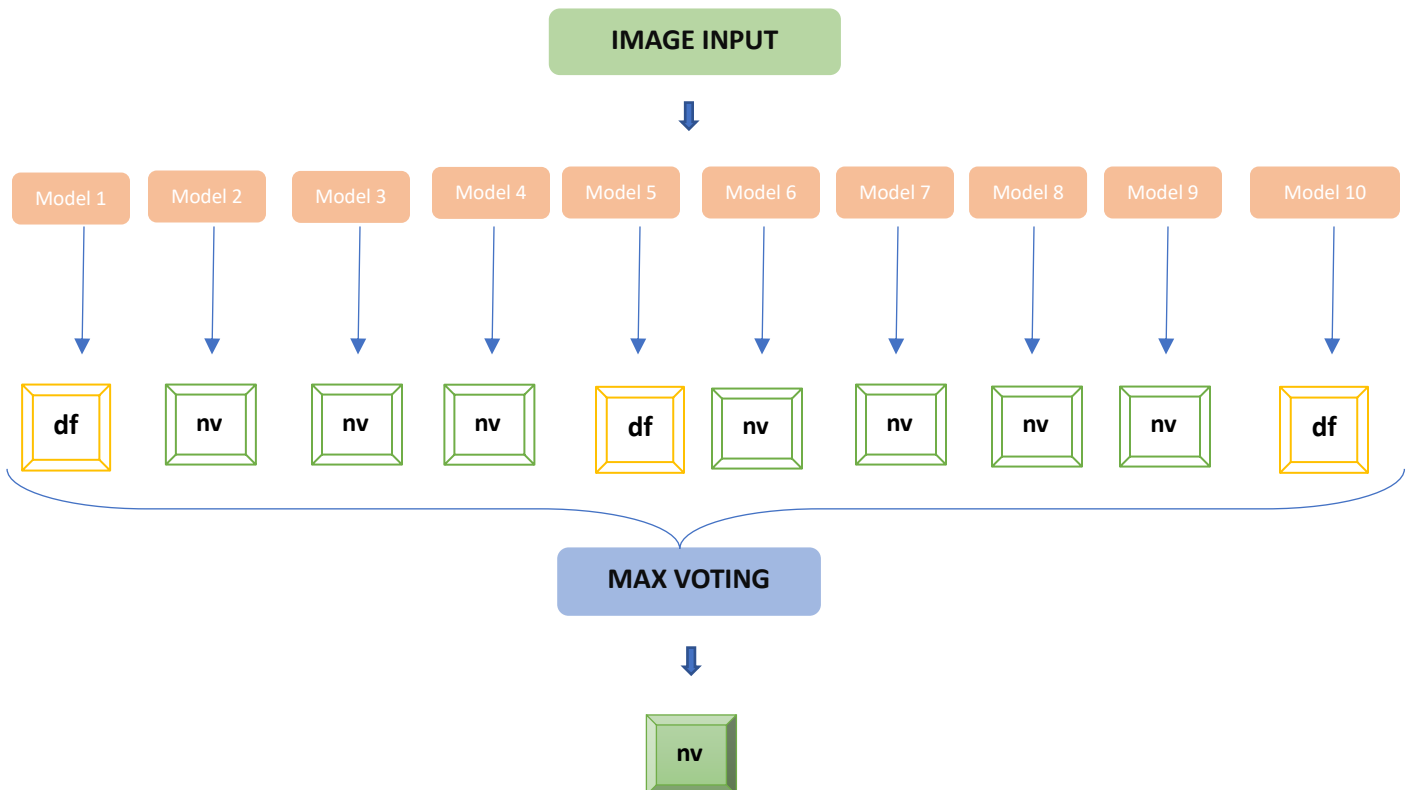 IMAGE INPUT
Model 1
Model 2
Model 3
Model 4
Model 5
Model 6
Model 7
Model 8
Model 9
Model 10
df
nv
nv
nv
df
nv
nv
nv
nv
df
MAX VOTING
nv